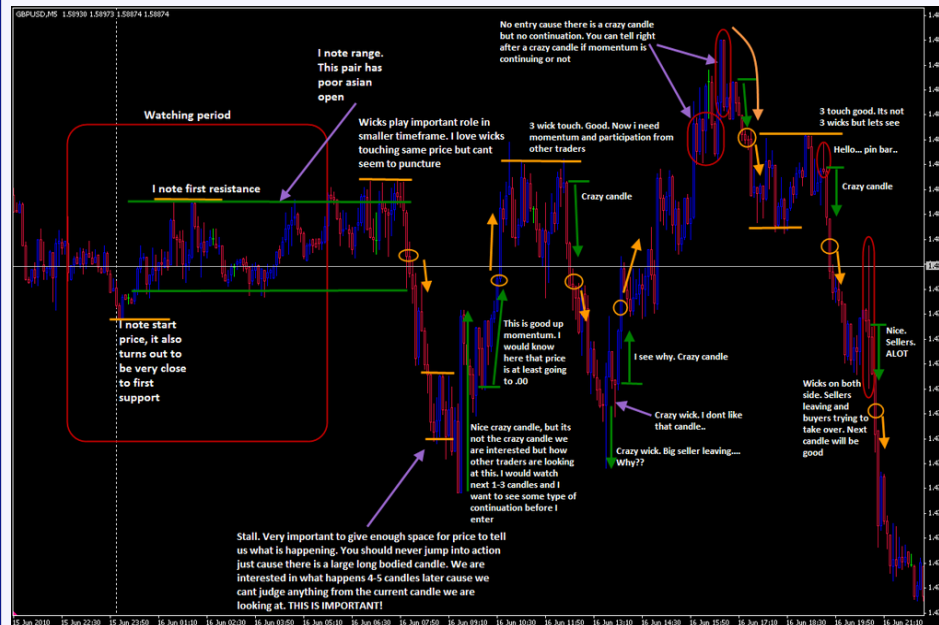 GBPUSD,M5 1.58930 1.58973 1.58874 1.58874
No entry cause there is a crazy candle
but no continuation. You can tell right
after a crazy candle if momentum is
continuing or not
I note range.
This pair has
poor asian
open
Watching period
Wicks play important role in
smaller timeframe. I love wicks
touching same price but cant
seem to puncture
3 wick touch. Good. Now i need
momentum and participation from
other traders
3 touch good. Its not
3 wicks but lets see
Hello... pin bar..
I note first resistance
Crazy candle
Crazy candle
I note start
price, it also
turns out to
be very close
to first
support
This is good up
momentum. I
would know
here that price
is at least going
to .00
I see why. Crazy candle
Nice.
Sellers.
ALOT
Wicks on both
side. Sellers
leaving and
buyers trying to
take over. Next
candle will be
good
Crazy wick. I dont like
that candle..
Nice crazy candle, but its
not the crazy candle we
are interested but how
other traders are looking
at this. I would watch
next 1-3 candles and I
want to see some type of
continuation before I
enter
Crazy wick. Big seller leaving....
Why??
Stall. Very important to give enough space for price to tell
us what is happening. You should never jump into action
just cause there is a large long bodied candle. We are
interested in what happens 4-5 candles later cause we
cant judge anything from the current candle we are
looking at. THIS IS IMPORTANT!
15 Jun 2010 15 Jun 22:30 15 Jun 23:50 16 Jun 01:10 16 Jun 02:30 16 Jun 03:50 16 Jun 05:10 16 Jun 06:30 16 Jun 07:50 16 Jun 09:10 16 Jun 10:30 16 Jun 11:50 16 Jun 13:10 16 Jun 14:30 16 Jun 15:50 16 Jun 17:10 16 Jun 18:30 16 Jun 19:50 16 Jun 21:10